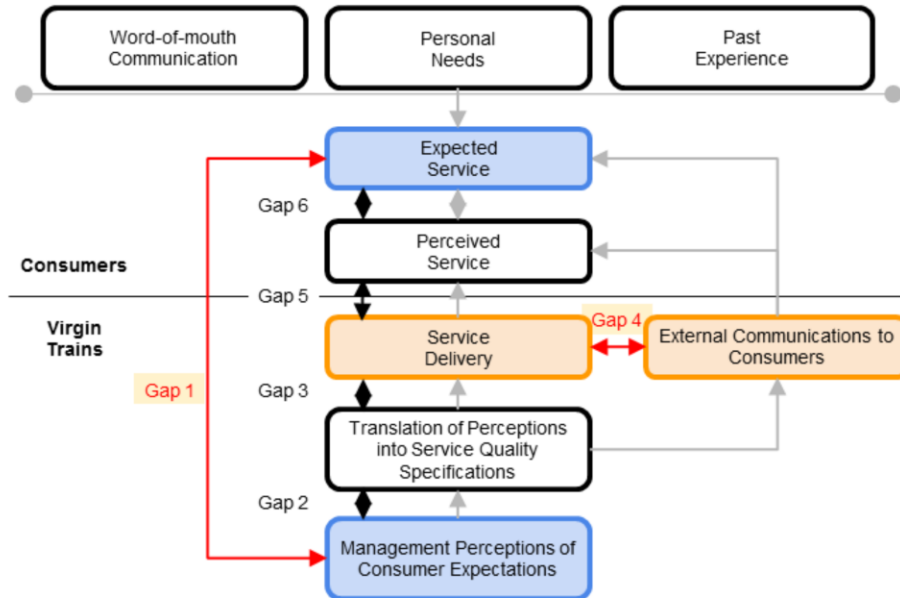 Word-of-mouth
Communication
Personal
Needs
Past
Experience
Expected
Service
Gap 6
Perceived
Service
Consumers
Gap 5
Virgin
Trains
Service
Delivery
Gap 4
External Communications to
Consumers
Gap 1
Gap 3
Translation of Perceptions
into Service Quality
Specifications
Gap 2
Management Perceptions of
Consumer Expectations